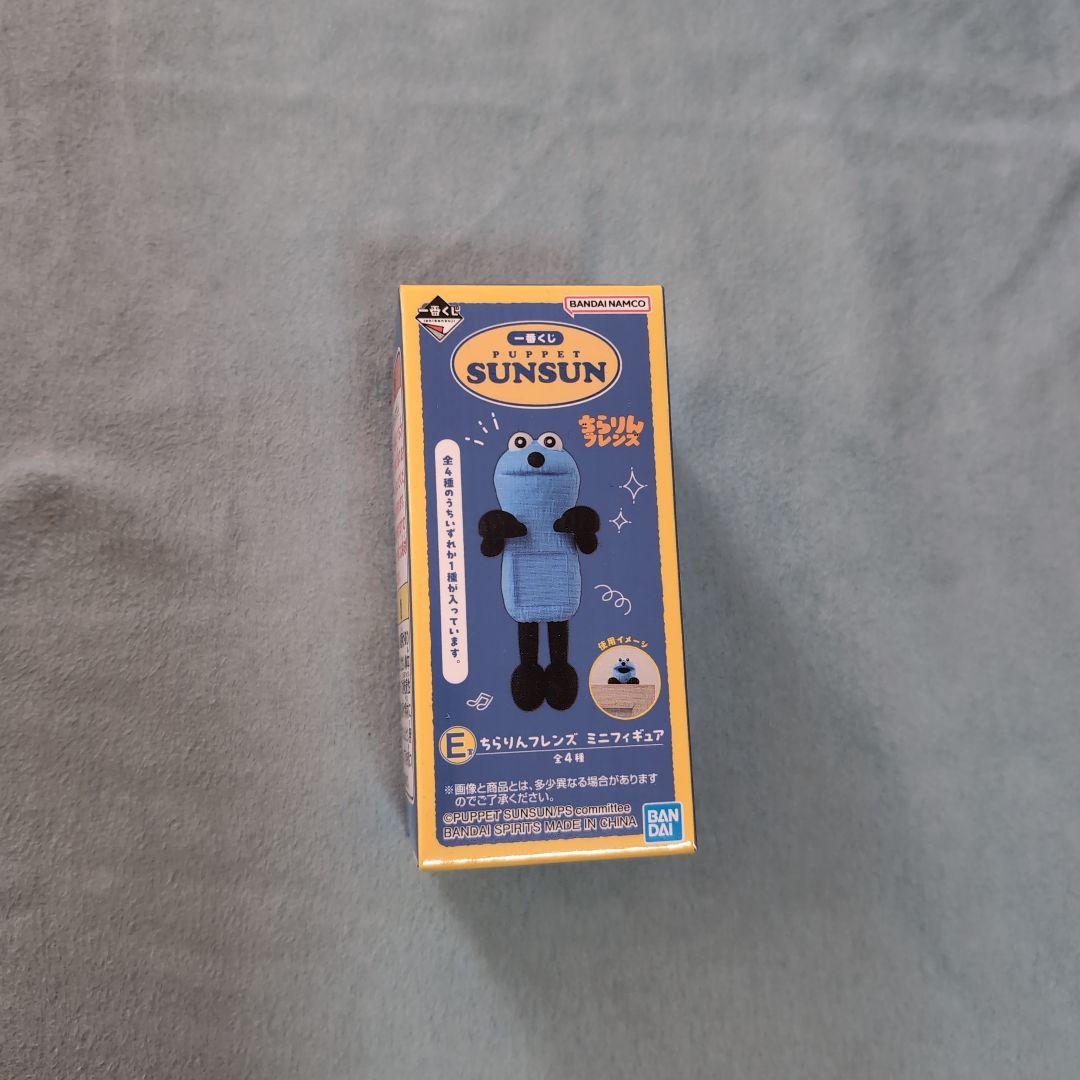 一番くじ
ichibankuji
BANDAI NAMCO
一番くじ
PUPPET
SUNSUN
ちらりん
フレンズ
全4種のうちいずれか1種が入っています。
使用イメージ
E賞
ちらりんフレンズ ミニフィギュア
全4種
※画像と商品とは、多少異なる場合があります
のでご了承ください。
©PUPPET SUNSUN/PS committee
BANDAI SPIRITS MADE IN CHINA
BAN
DAI